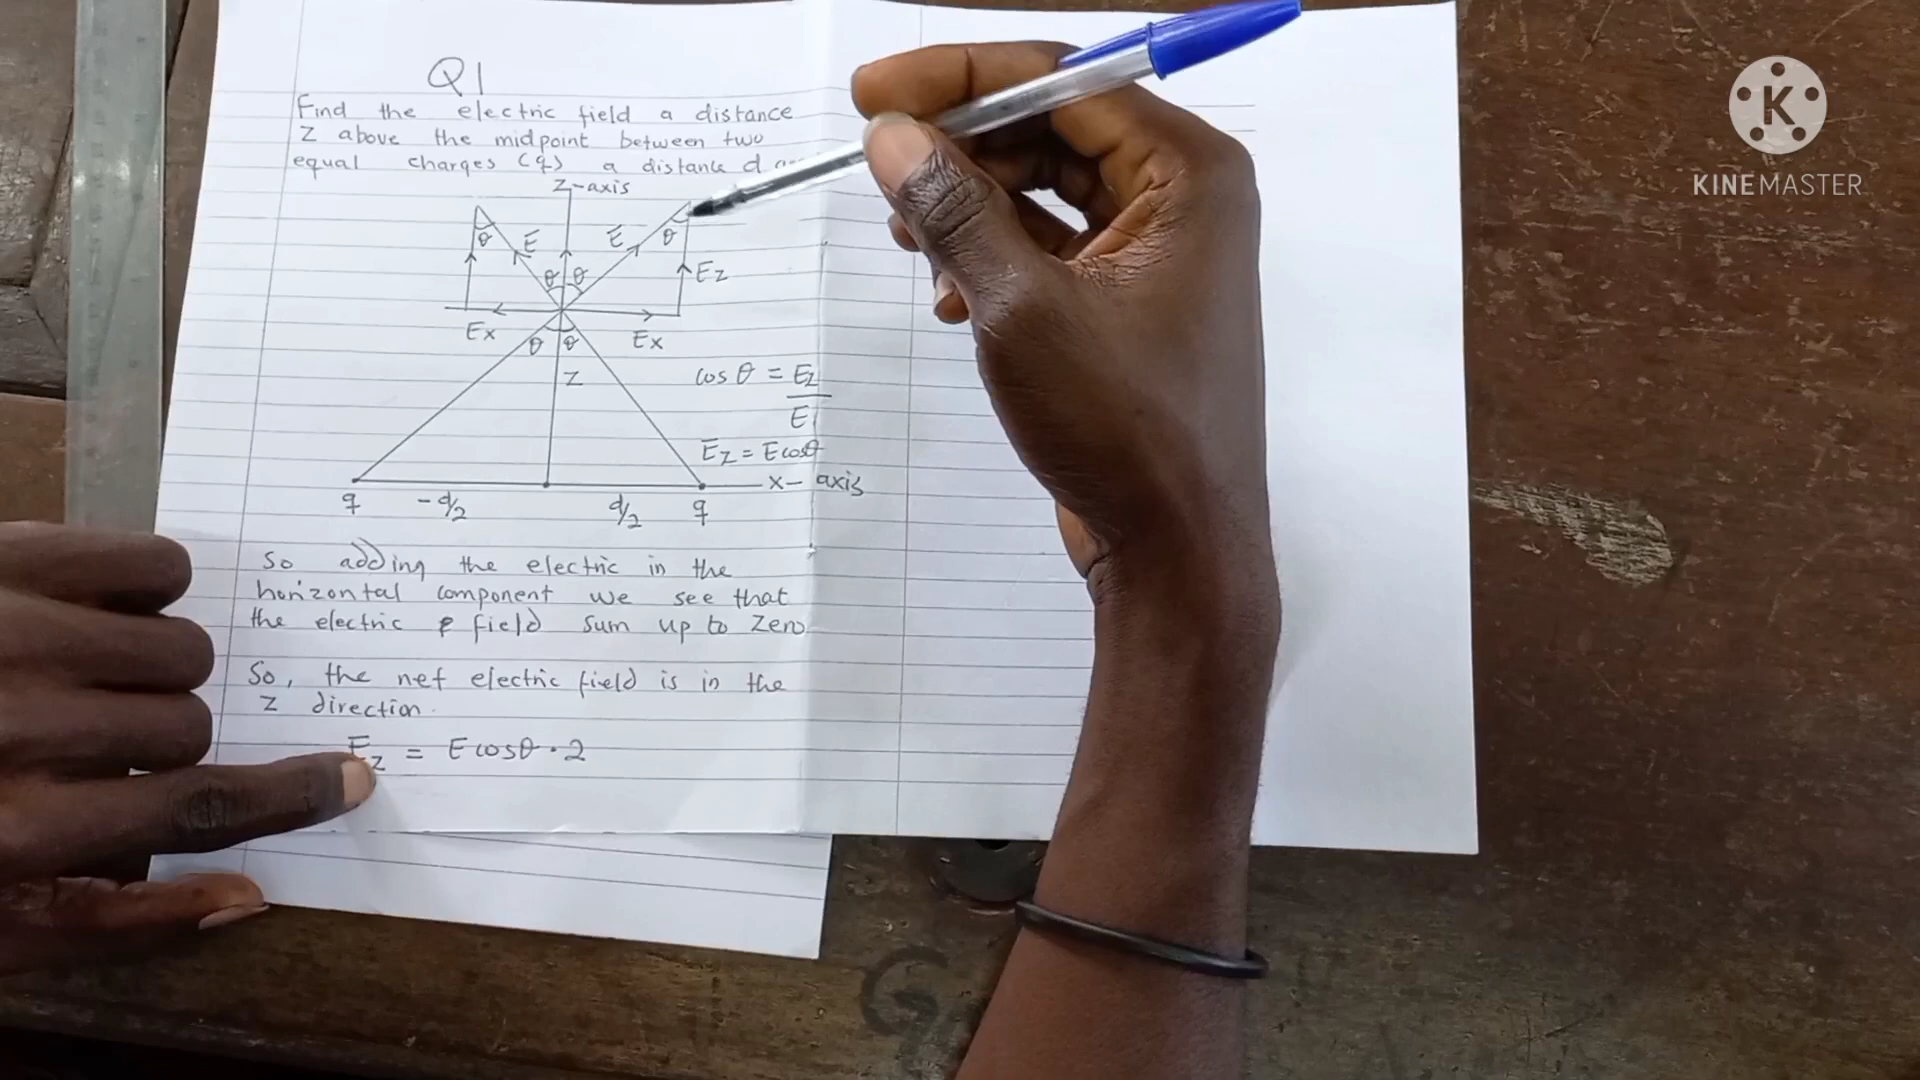 Q1
Find the electric field a distance
z above the midpoint between two
equal charges (q) a distance d
z-axis
θ E E θ
θ θ Ez
Ex Ex
θ θ
z
cos θ = Ez
E
Ez = E cosθ
x- axis
q -d/2 d/2 q
So adding the electric in the
horizontal component we see that
the electric field sum up to zero
So, the net electric field is in the
z direction.
Ez = E cosθ · 2
K
KINEMASTER